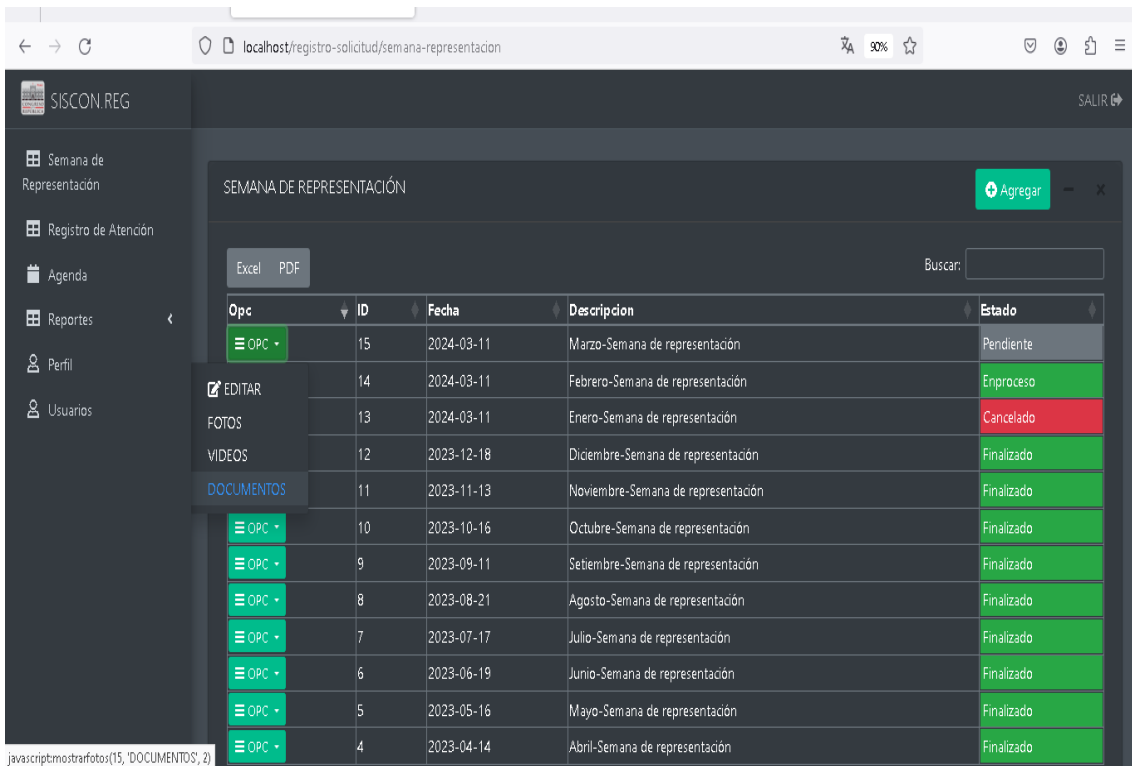 localhost/registro-solicitud/semana-representacion 90%
SISCON.REG
SALIR
Semana de
Representación
Registro de Atención
Agenda
Reportes
Perfil
Usuarios
SEMANA DE REPRESENTACIÓN
Agregar
Excel PDF
Buscar:
Opc ID Fecha Descripcion Estado
OPC 15 2024-03-11 Marzo-Semana de representación Pendiente
14 2024-03-11 Febrero-Semana de representación Enproceso
13 2024-03-11 Enero-Semana de representación Cancelado
12 2023-12-18 Diciembre-Semana de representación Finalizado
11 2023-11-13 Noviembre-Semana de representación Finalizado
EDITAR
FOTOS
VIDEOS
DOCUMENTOS
OPC 10 2023-10-16 Octubre-Semana de representación Finalizado
OPC 9 2023-09-11 Setiembre-Semana de representación Finalizado
OPC 8 2023-08-21 Agosto-Semana de representación Finalizado
OPC 7 2023-07-17 Julio-Semana de representación Finalizado
OPC 6 2023-06-19 Junio-Semana de representación Finalizado
OPC 5 2023-05-16 Mayo-Semana de representación Finalizado
OPC 4 2023-04-14 Abril-Semana de representación Finalizado
javascript:mostrarfotos(15, 'DOCUMENTOS', 2)